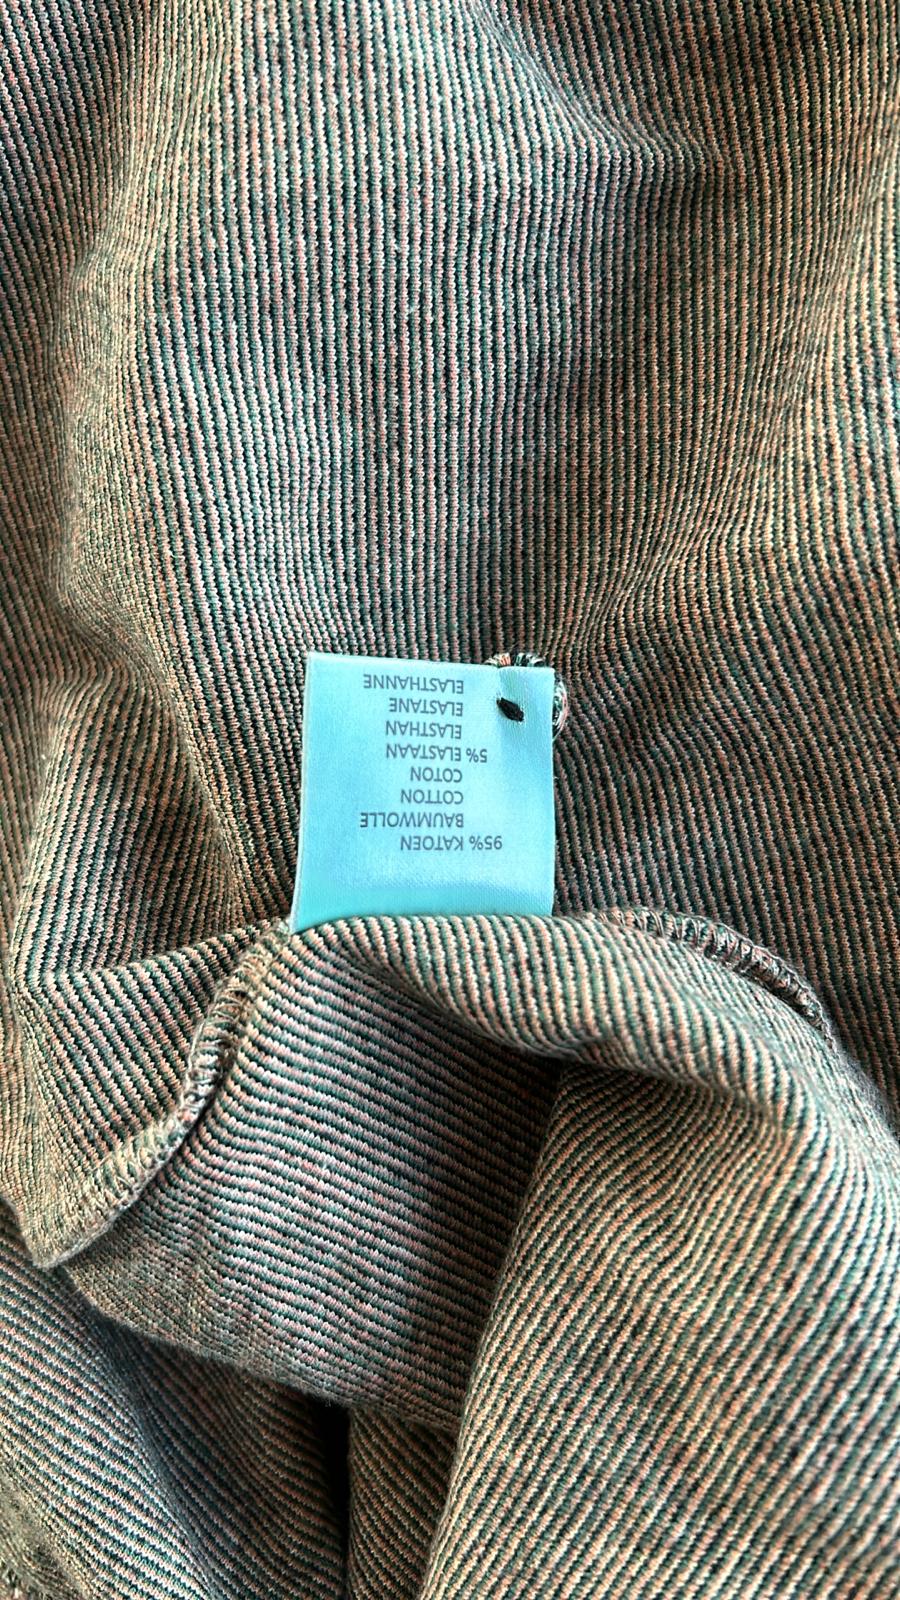 95% KATOEN
BAUMWOLLE
COTTON
COTON
5% ELASTAAN
ELASTHAN
ELASTANE
ELASTHANNE